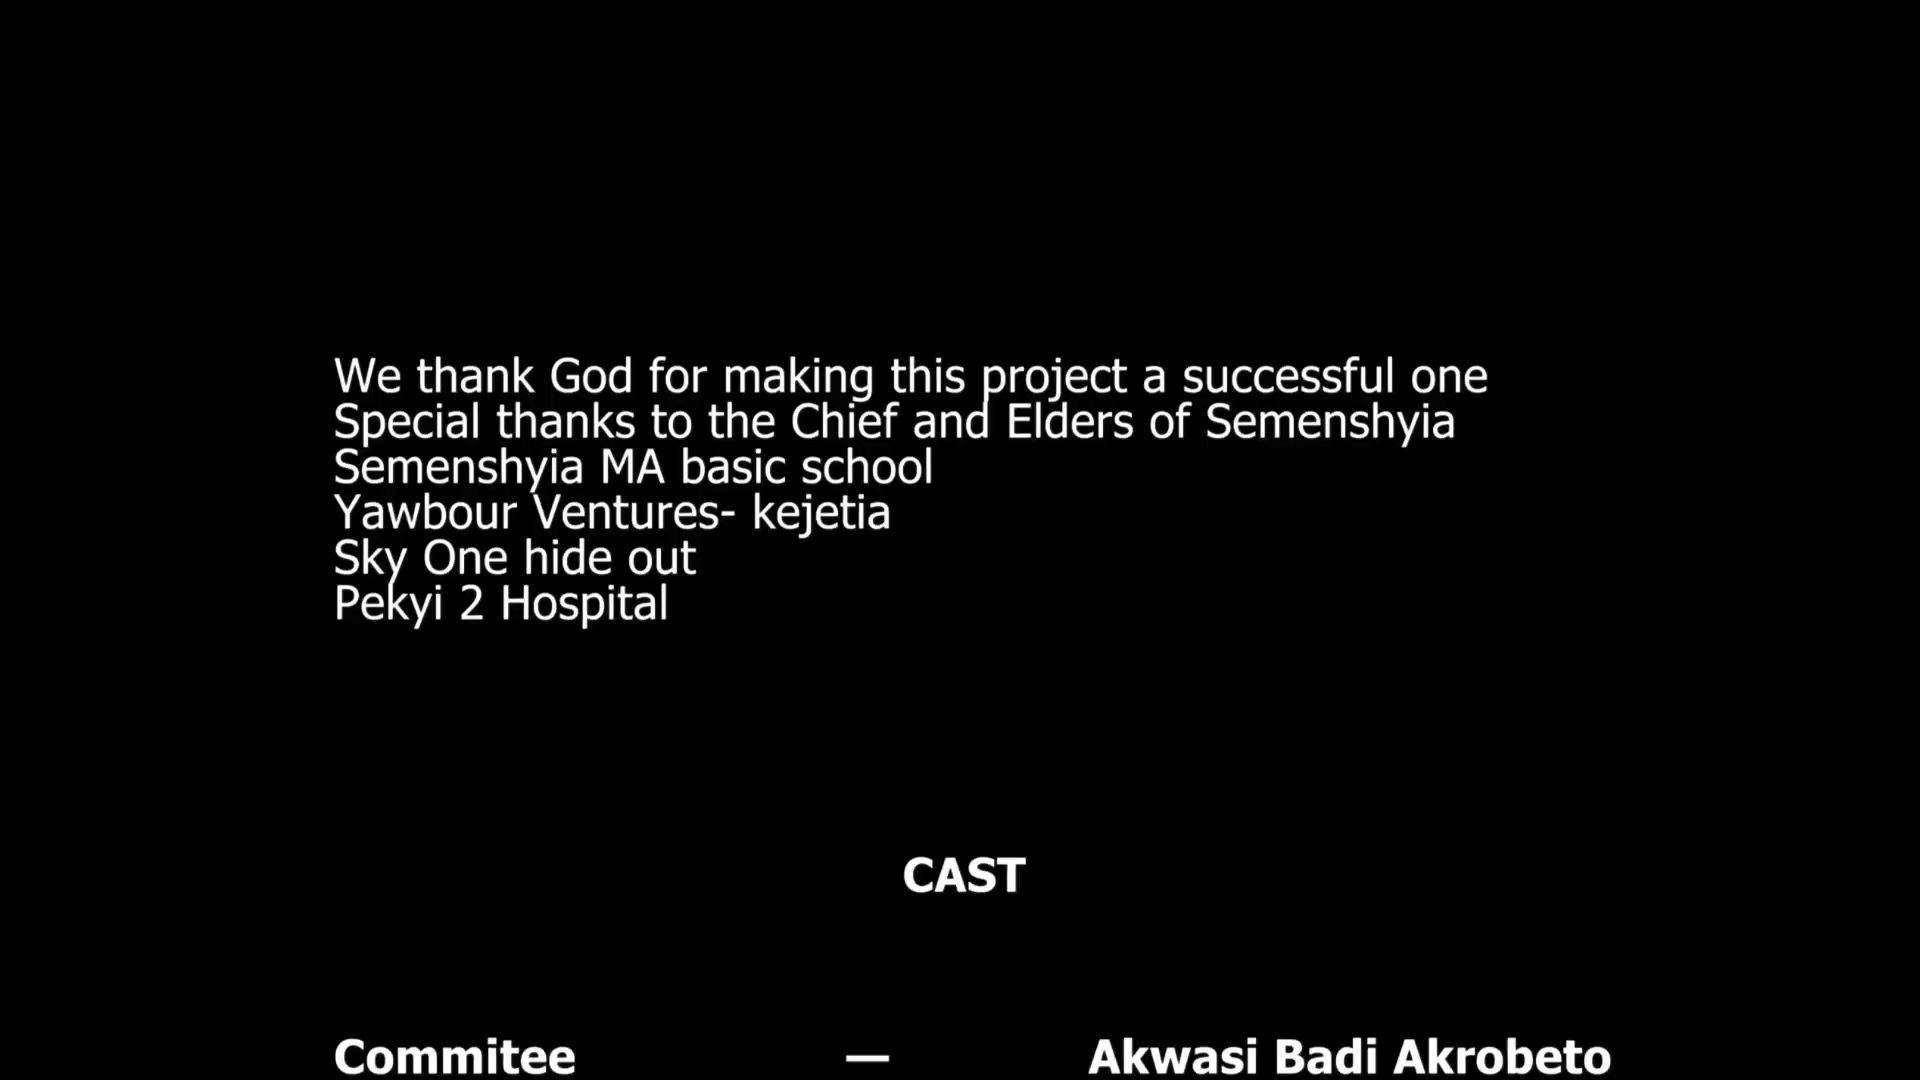 We thank God for making this project a successful one
Special thanks to the Chief and Elders of Semenshyia
Semenshyia MA basic school
Yawbour Ventures- kejetia
Sky One hide out
Pekyi 2 Hospital
CAST
Commitee — Akwasi Badi Akrobeto